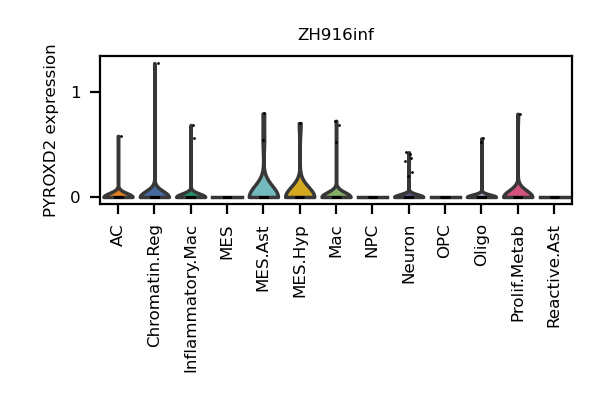 ZH916inf
PYROXD2 expression
1
0
AC
Chromatin.Reg
Inflammatory.Mac
MES
MES.Ast
MES.Hyp
Mac
NPC
Neuron
OPC
Oligo
Prolif.Metab
Reactive.Ast